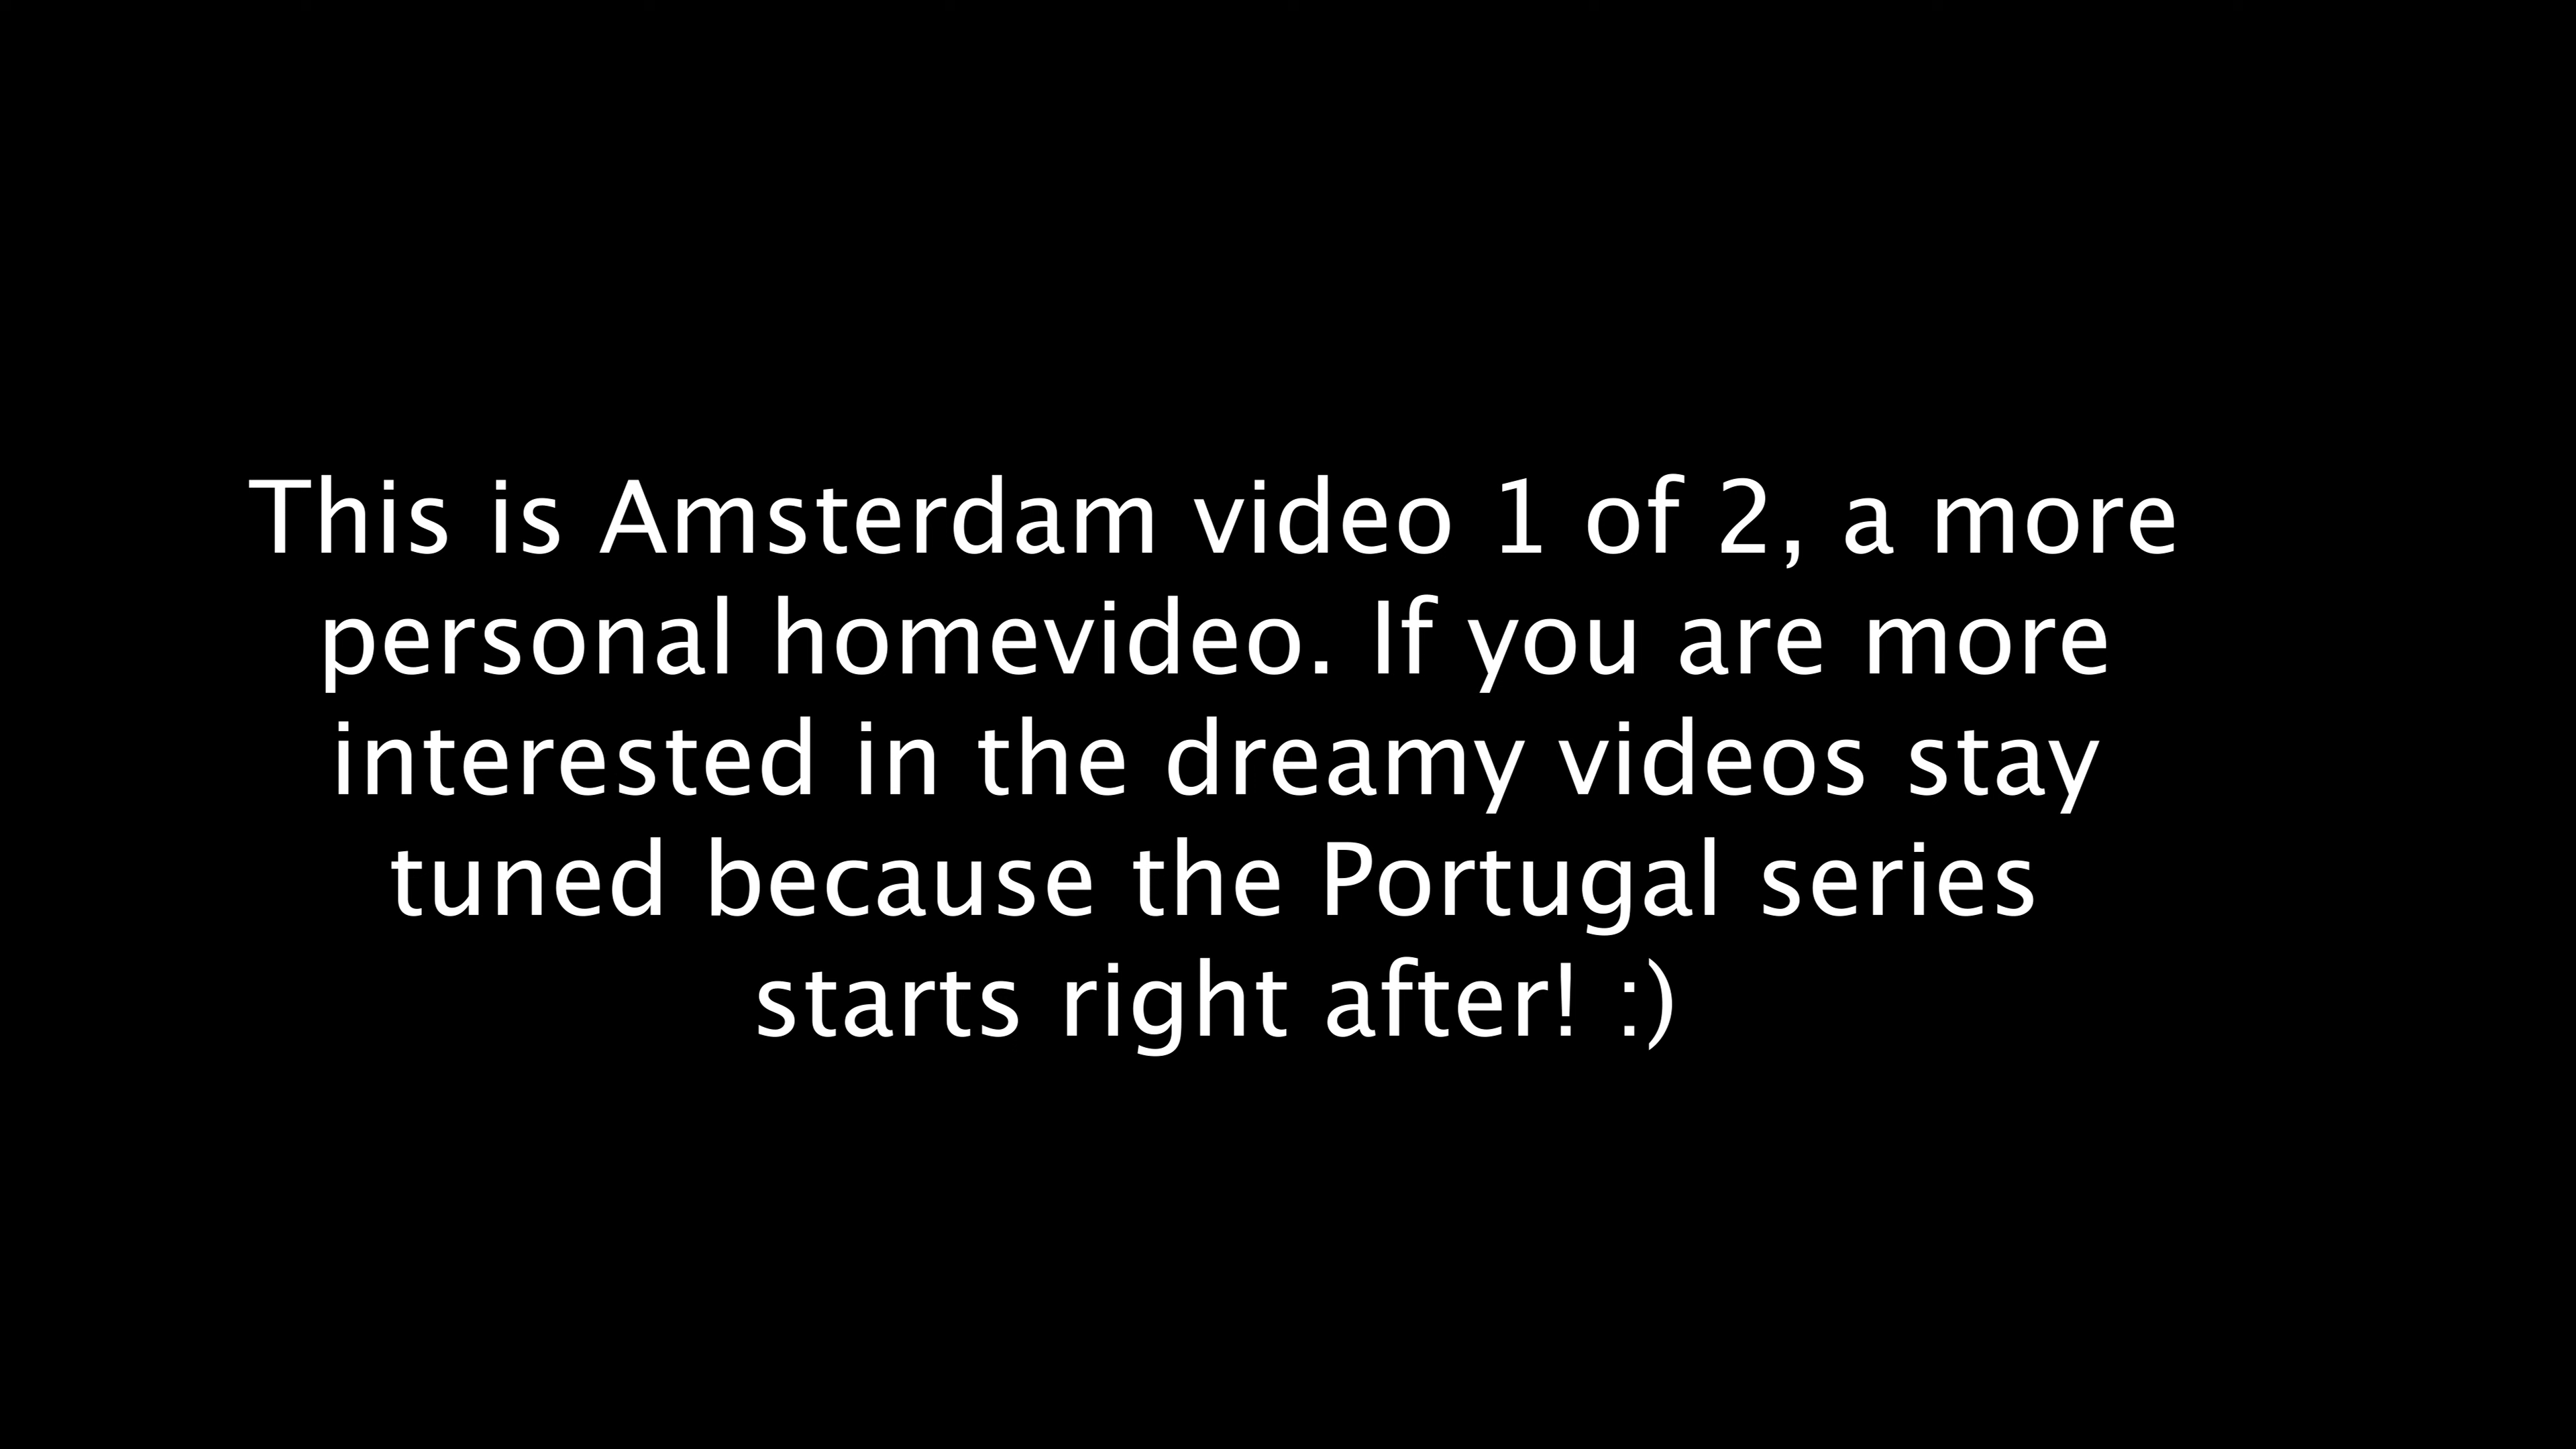 This is Amsterdam video 1 of 2, a more
personal homevideo. If you are more
interested in the dreamy videos stay
tuned because the Portugal series
starts right after! :)